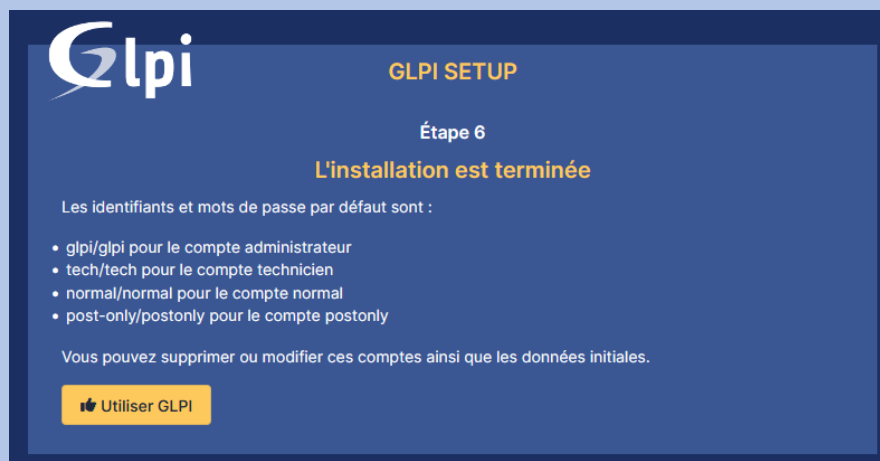 Glpi
GLPI SETUP
Étape 6
L'installation est terminée
Les identifiants et mots de passe par défaut sont :
• glpi/glpi pour le compte administrateur
• tech/tech pour le compte technicien
• normal/normal pour le compte normal
• post-only/postonly pour le compte postonly
Vous pouvez supprimer ou modifier ces comptes ainsi que les données initiales.
Utiliser GLPI